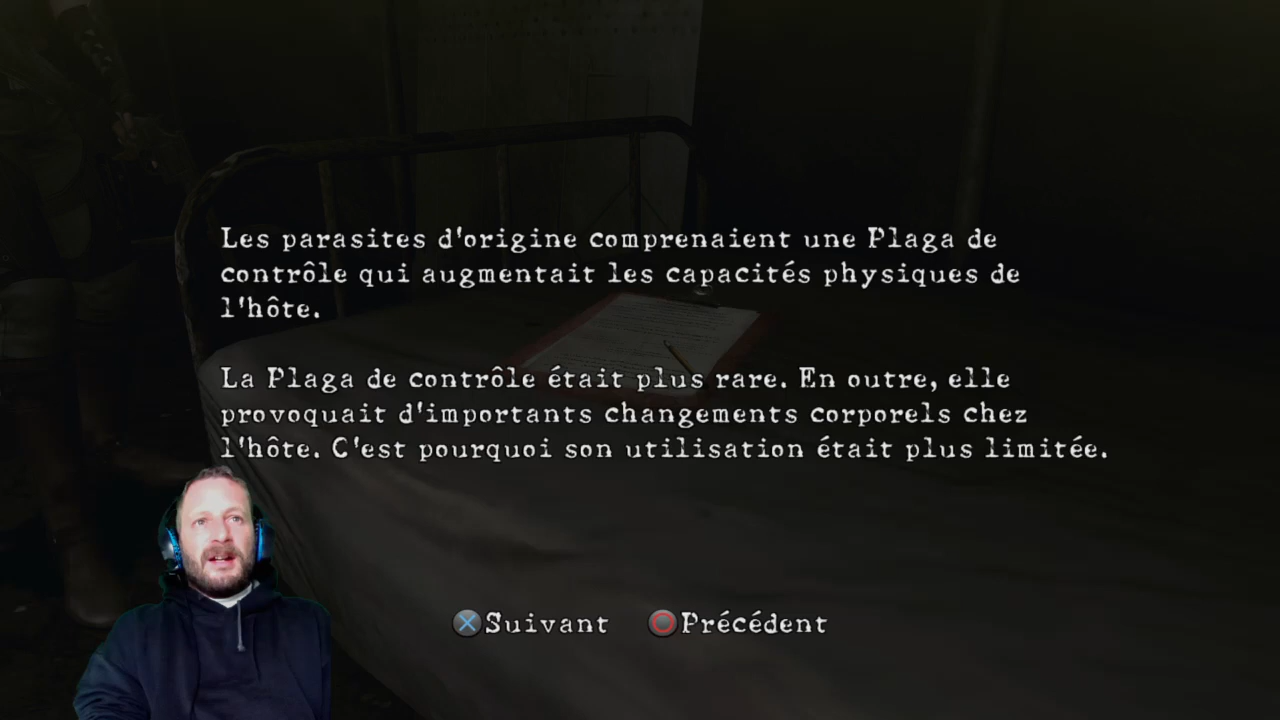 Les parasites d'origine comprenaient une Plaga de
contrôle qui augmentait les capacités physiques de
l'hôte.
La Plaga de contrôle était plus rare. En outre, elle
provoquait d'importants changements corporels chez
l'hôte. C'est pourquoi son utilisation était plus limitée.
Suivant Précédent